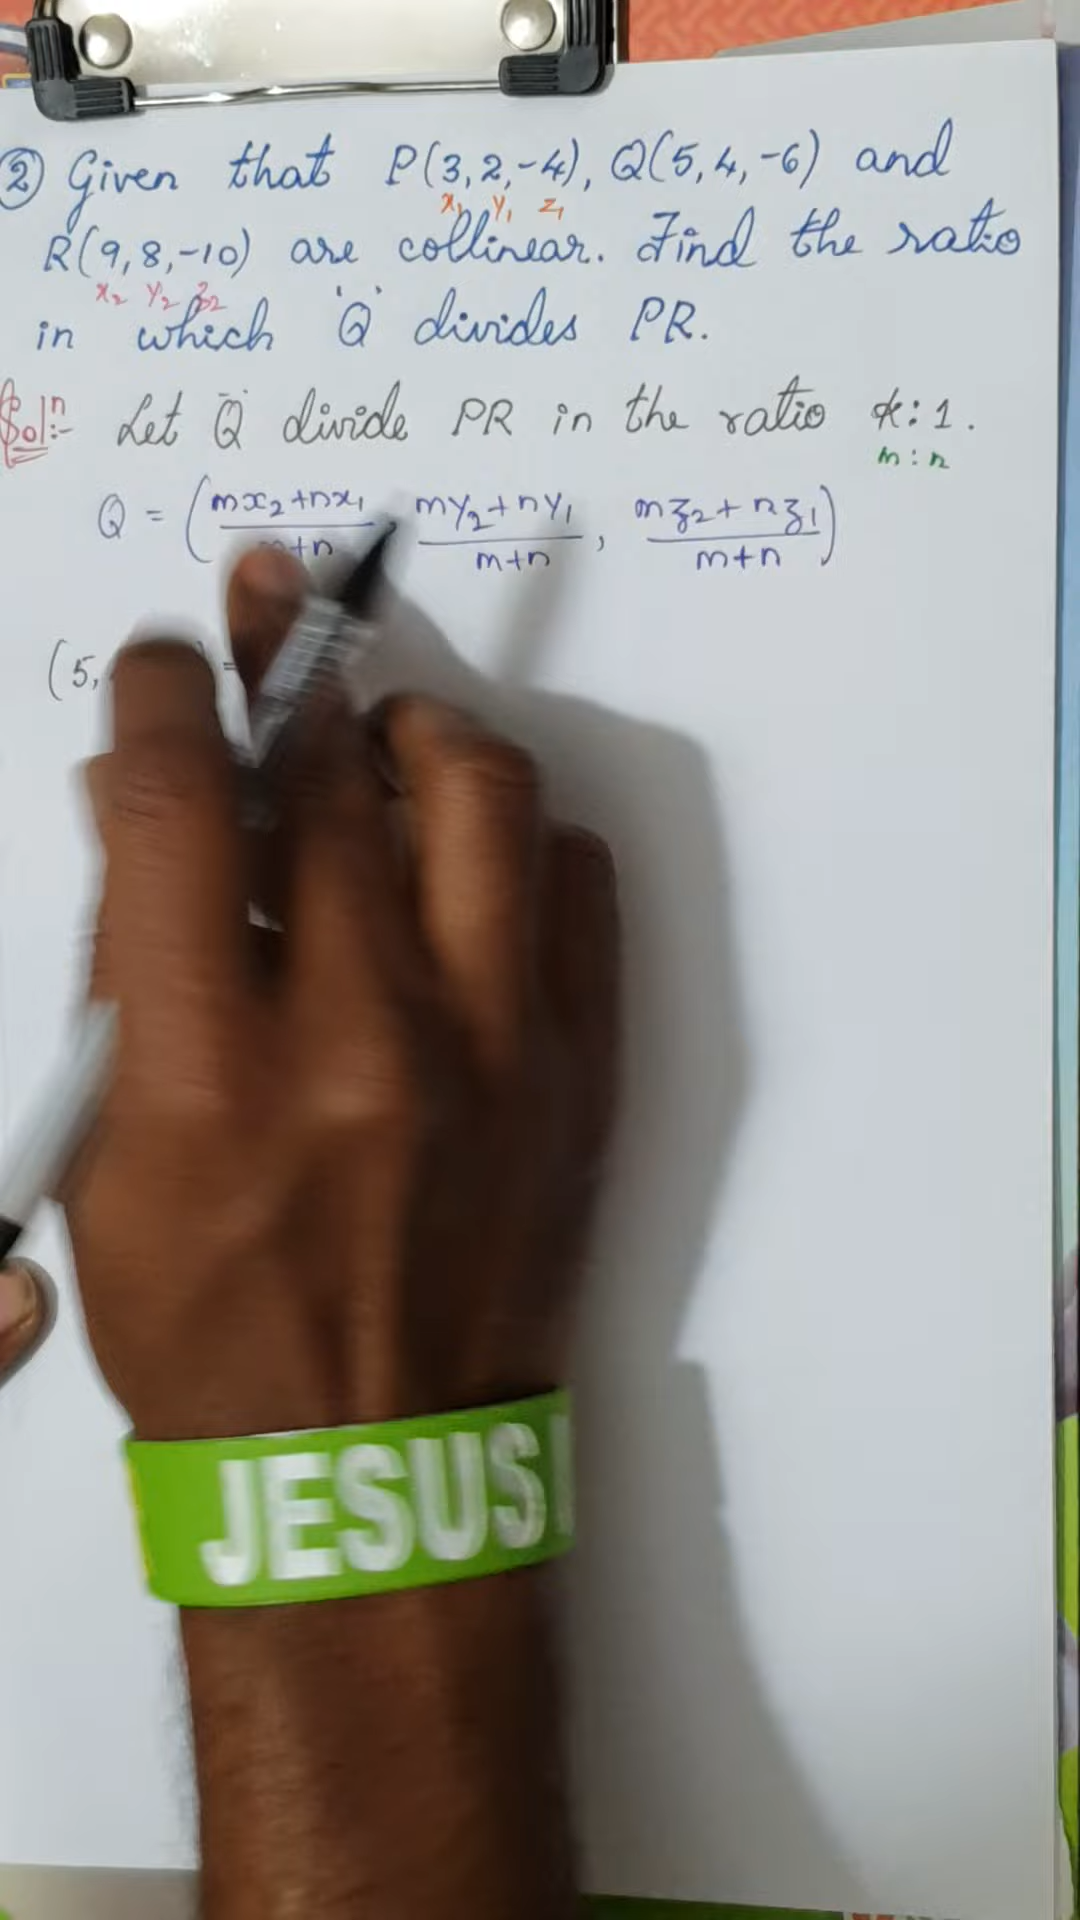 ② Given that P(3,2,-4), Q(5,4,-6) and
x₁ y₁ z₁
R(9,8,-10) are collinear. Find the ratio
x₂ y₂ z₂
in which 'Q' divides PR.
Solⁿ:- Let Q divide PR in the ratio k:1.
m:n
Q = ( (mx₂+nx₁)/(m+n), (my₂+ny₁)/(m+n), (mz₂+nz₁)/(m+n) )
(5, ) =
JESUS